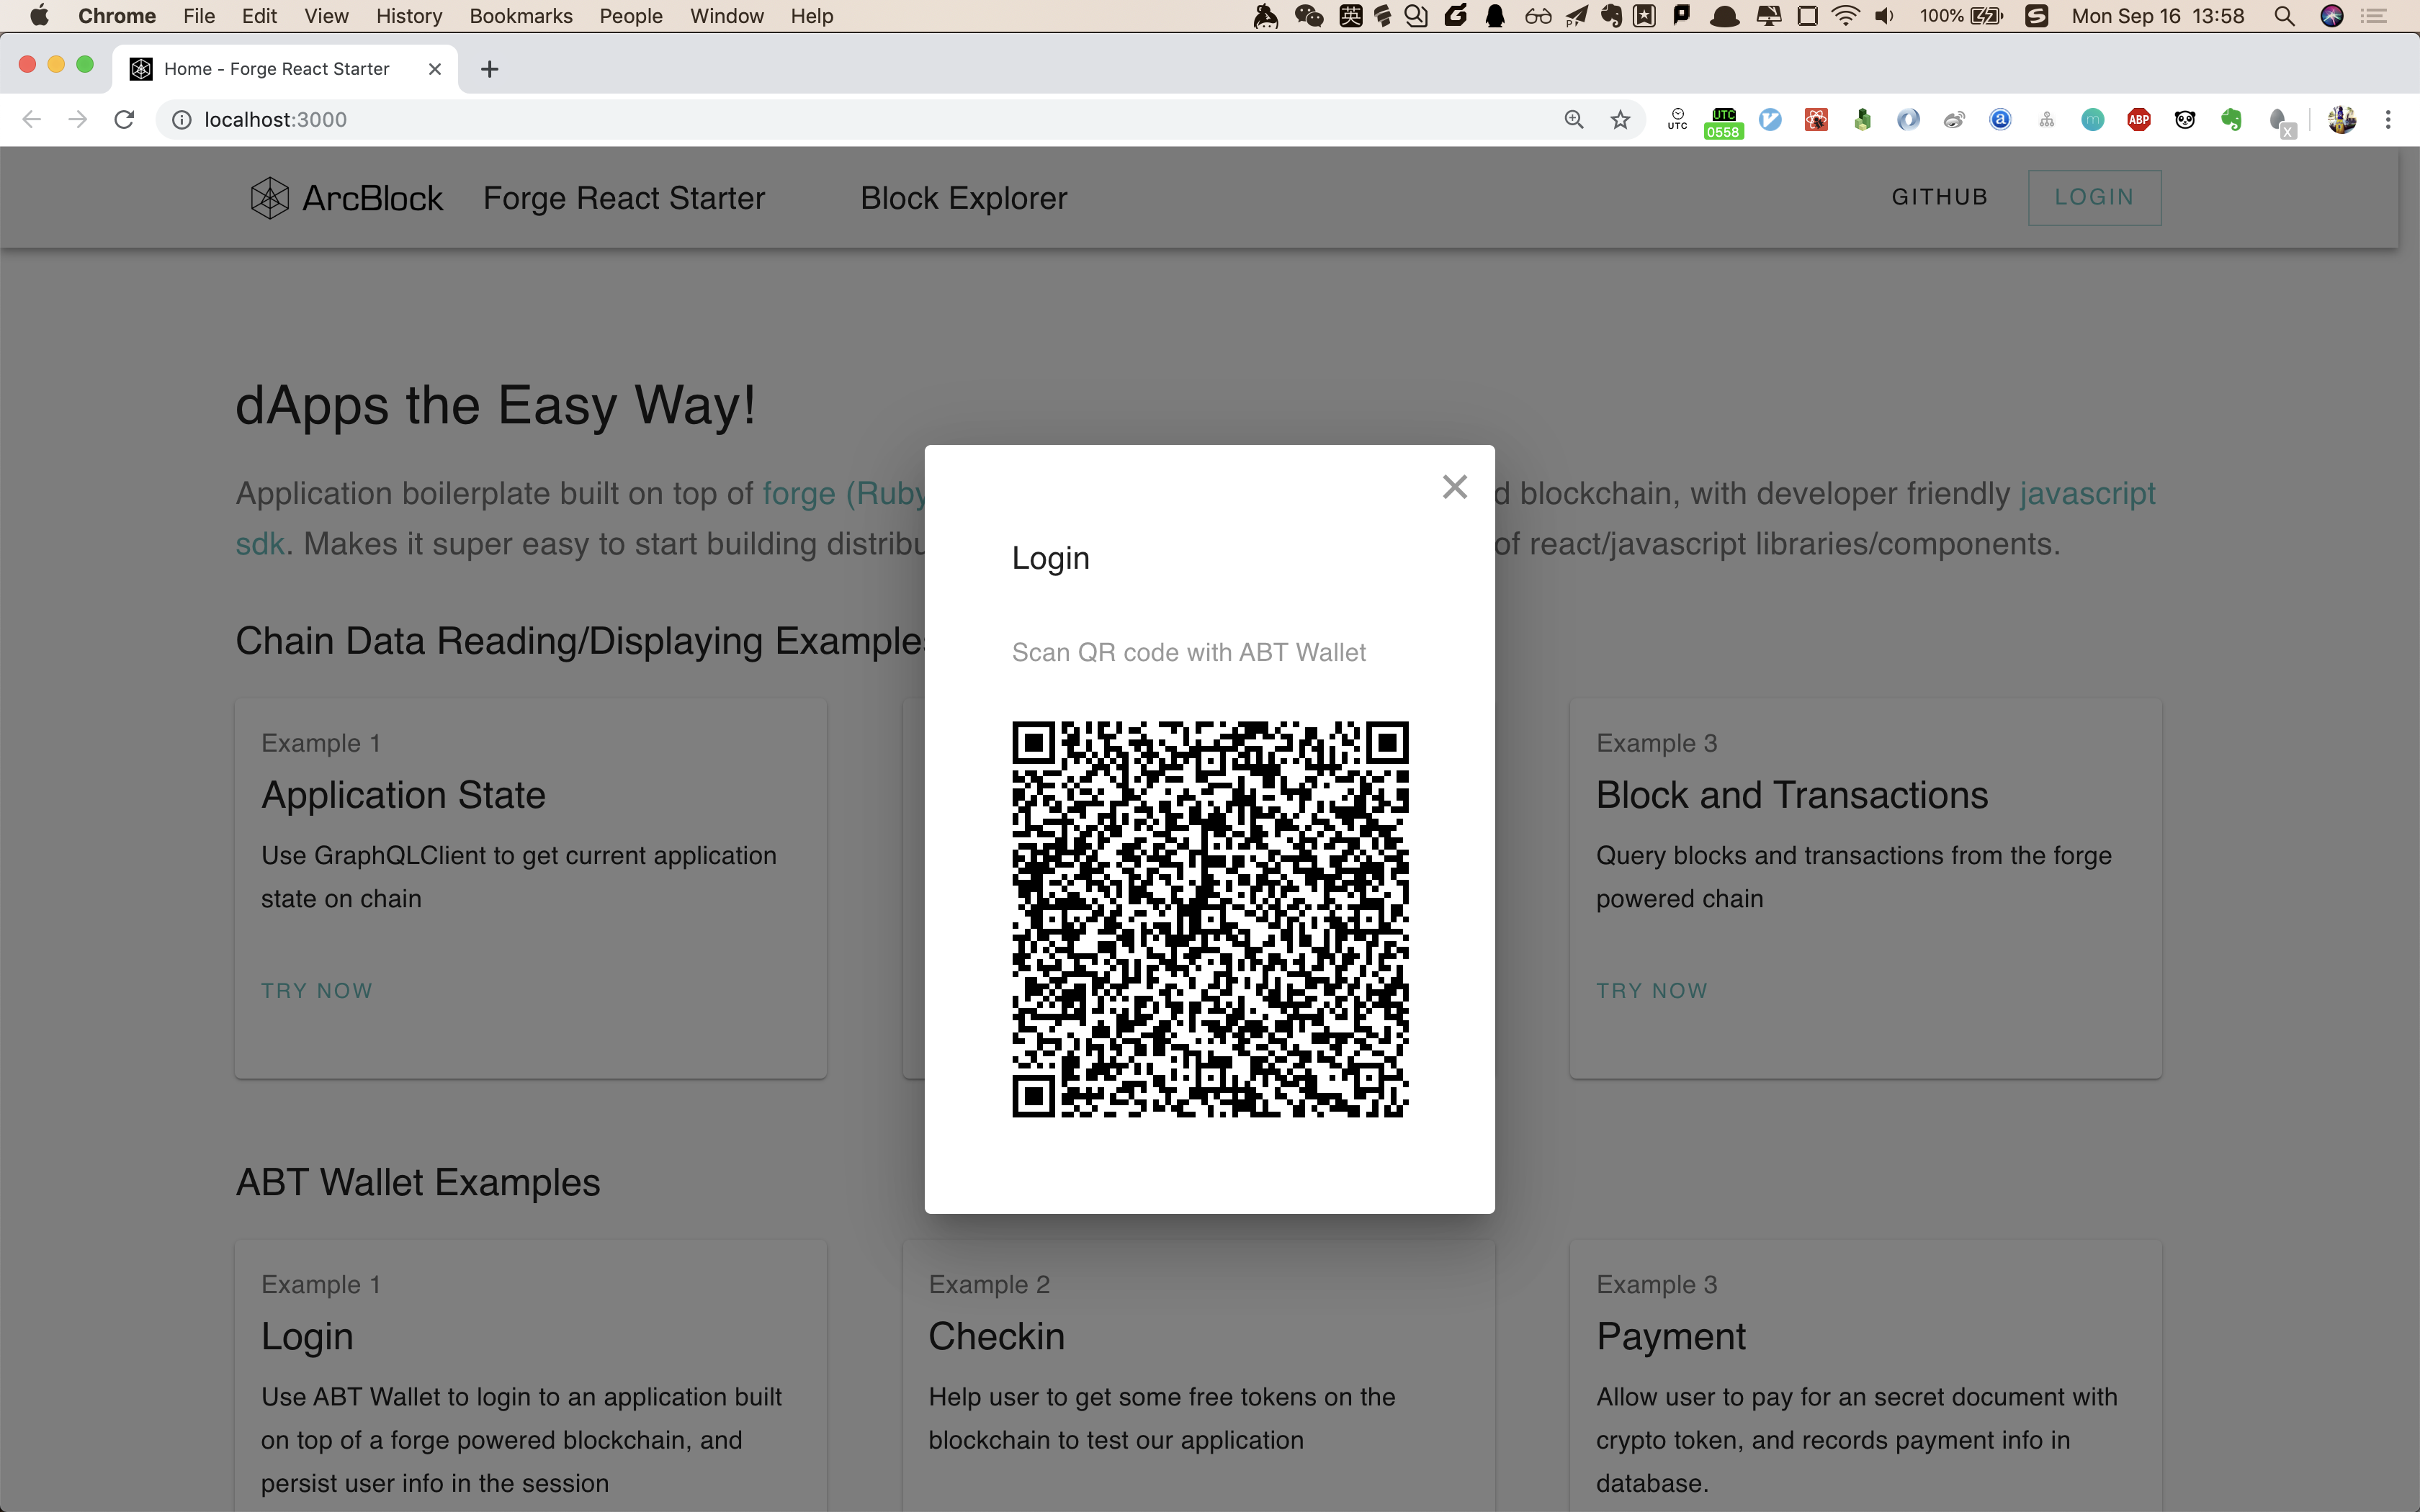 Chrome File Edit View History Bookmarks People Window Help 英 100% Mon Sep 16 13:58
Home - Forge React Starter
localhost:3000 UTC UTC 0558 ABP
ArcBlock Forge React Starter Block Explorer GITHUB LOGIN
dApps the Easy Way!
Application boilerplate built on top of forge (Ruby d blockchain, with developer friendly javascript
sdk. Makes it super easy to start building distribu of react/javascript libraries/components.
Chain Data Reading/Displaying Examples
Example 1
Application State
Use GraphQLClient to get current application
state on chain
TRY NOW
Example 3
Block and Transactions
Query blocks and transactions from the forge
powered chain
TRY NOW
Login
Scan QR code with ABT Wallet
ABT Wallet Examples
Example 1
Login
Use ABT Wallet to login to an application built
on top of a forge powered blockchain, and
persist user info in the session
Example 2
Checkin
Help user to get some free tokens on the
blockchain to test our application
Example 3
Payment
Allow user to pay for an secret document with
crypto token, and records payment info in
database.